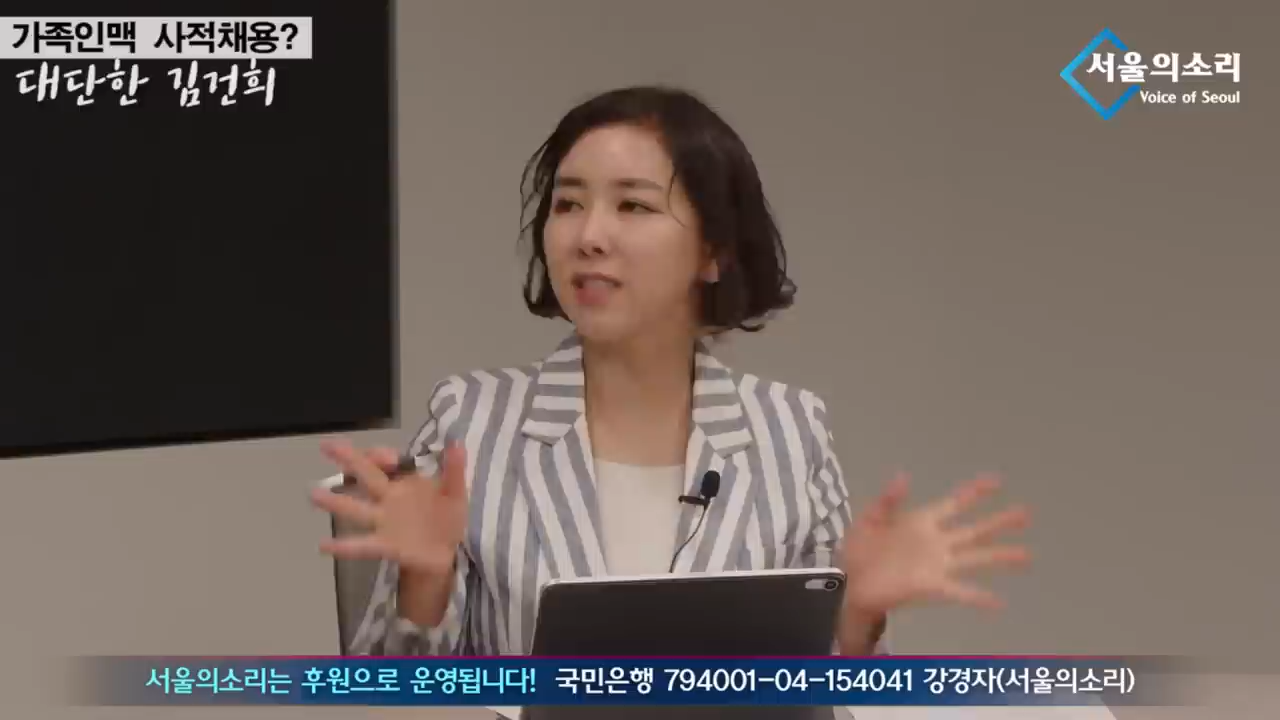 가족인맥 사적채용?
대단한 김건희
서울의소리
Voice of Seoul
서울의소리는 후원으로 운영됩니다! 국민은행 794001-04-154041 강경자(서울의소리)